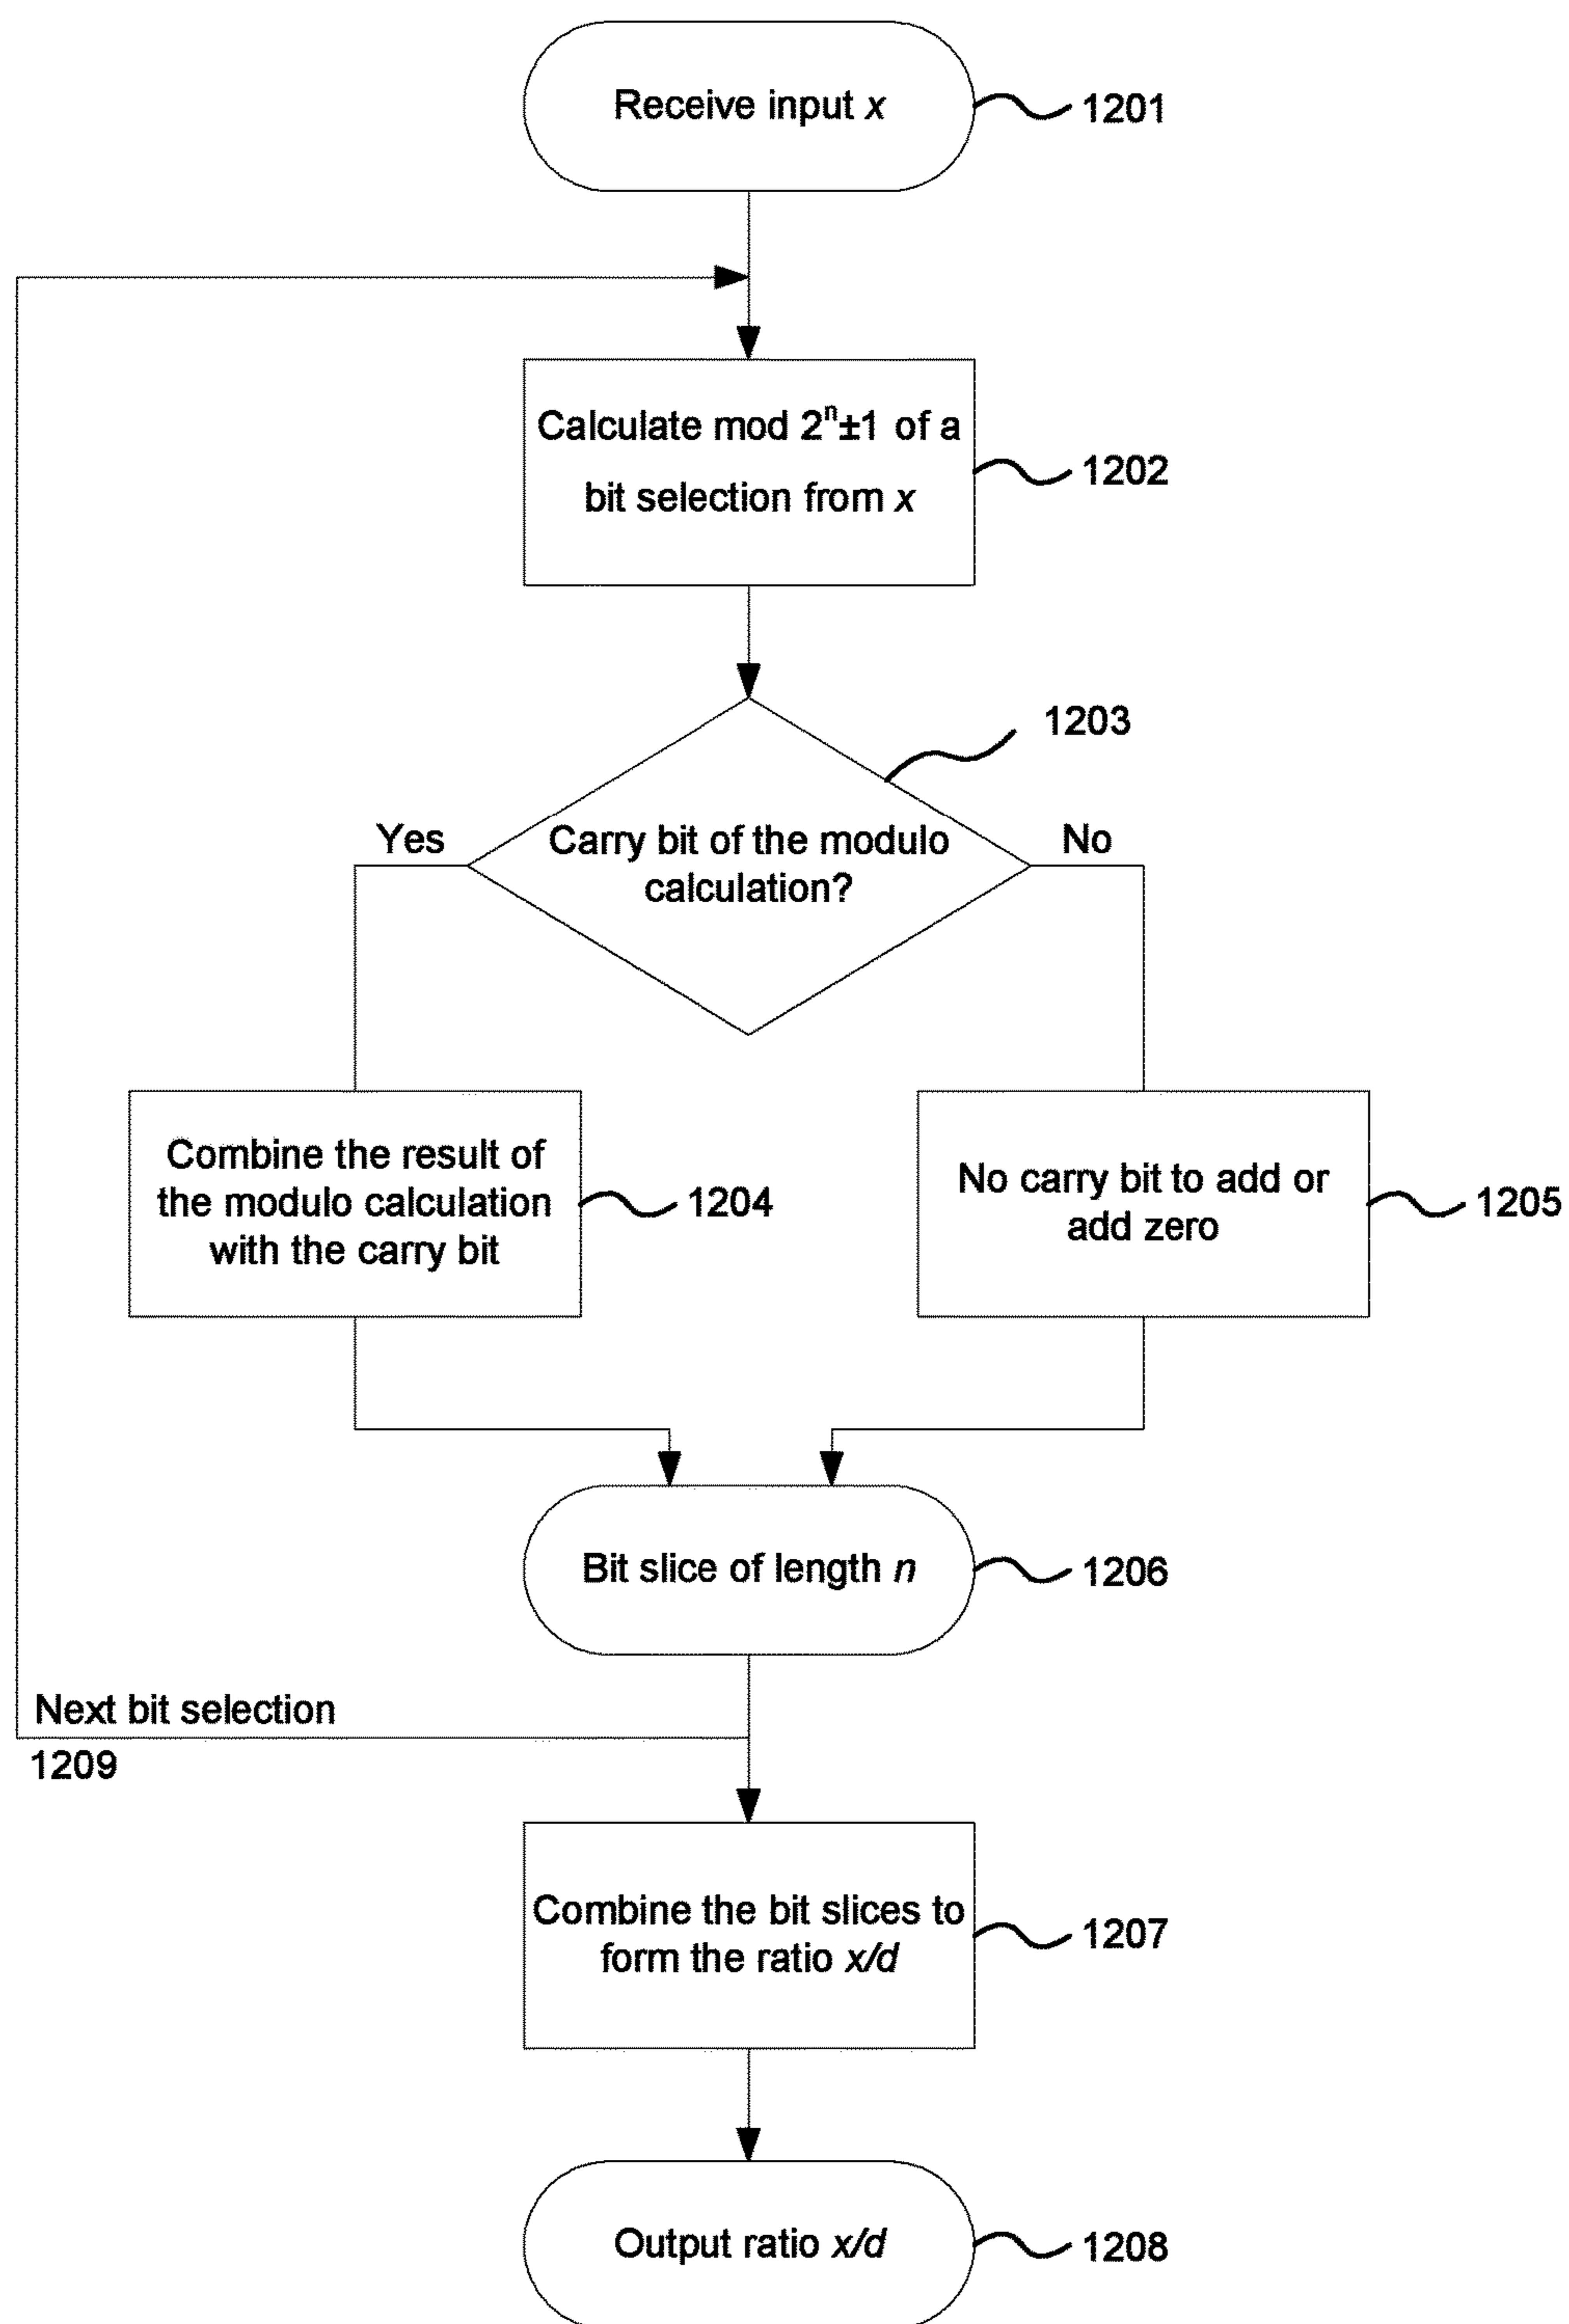 Receive input x
1201
Calculate mod 2ⁿ±1 of a
bit selection from x
1202
1203
Yes
Carry bit of the modulo
calculation?
No
Combine the result of
the modulo calculation
with the carry bit
1204
No carry bit to add or
add zero
1205
Bit slice of length n
1206
Next bit selection
1209
Combine the bit slices to
form the ratio x/d
1207
Output ratio x/d
1208